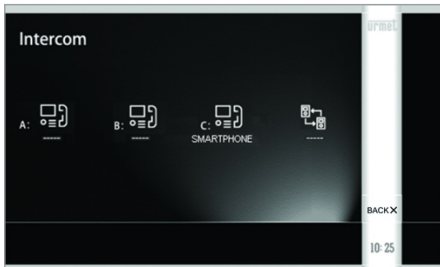 Intercom
urmet
A: -----
B: -----
C: SMARTPHONE
-----
BACK X
10:25